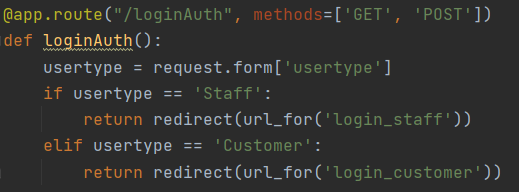 @app.route("/loginAuth", methods=['GET', 'POST'])
def loginAuth():
    usertype = request.form['usertype']
    if usertype == 'Staff':
        return redirect(url_for('login_staff'))
    elif usertype == 'Customer':
        return redirect(url_for('login_customer'))